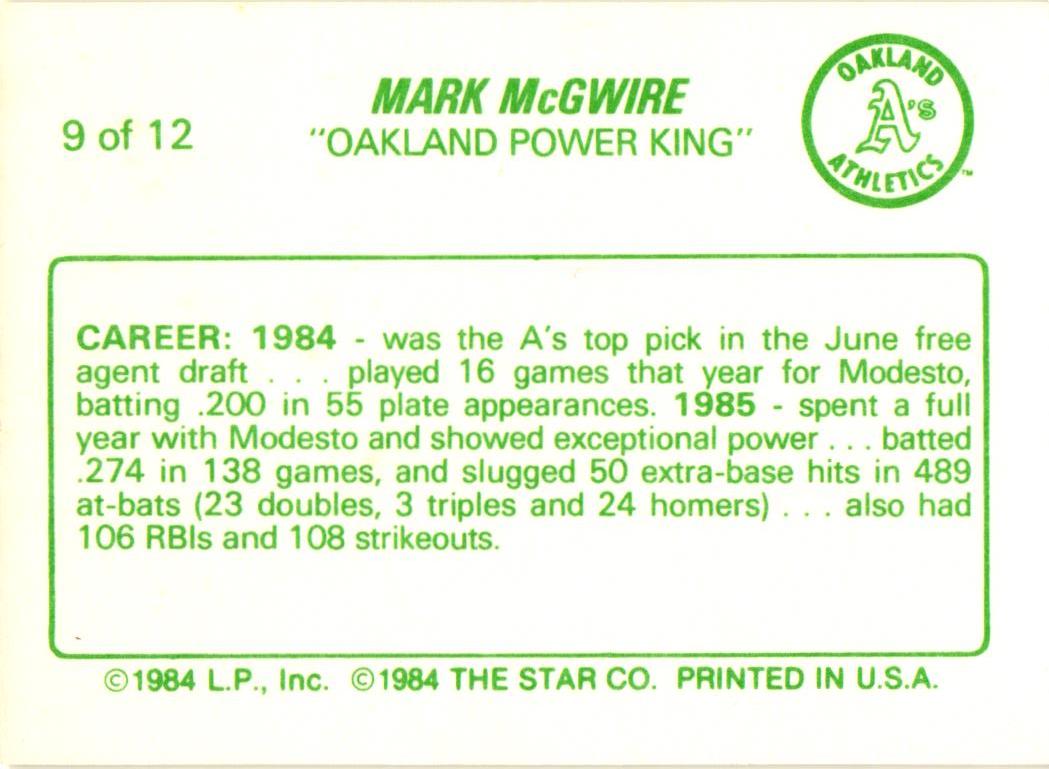 MARK McGWIRE
9 of 12
"OAKLAND POWER KING"
OAKLAND
A's
ATHLETICS
™
CAREER: 1984 - was the A's top pick in the June free
agent draft . . . played 16 games that year for Modesto,
batting .200 in 55 plate appearances. 1985 - spent a full
year with Modesto and showed exceptional power . . . batted
.274 in 138 games, and slugged 50 extra-base hits in 489
at-bats (23 doubles, 3 triples and 24 homers) . . . also had
106 RBIs and 108 strikeouts.
©1984 L.P., Inc. ©1984 THE STAR CO. PRINTED IN U.S.A.